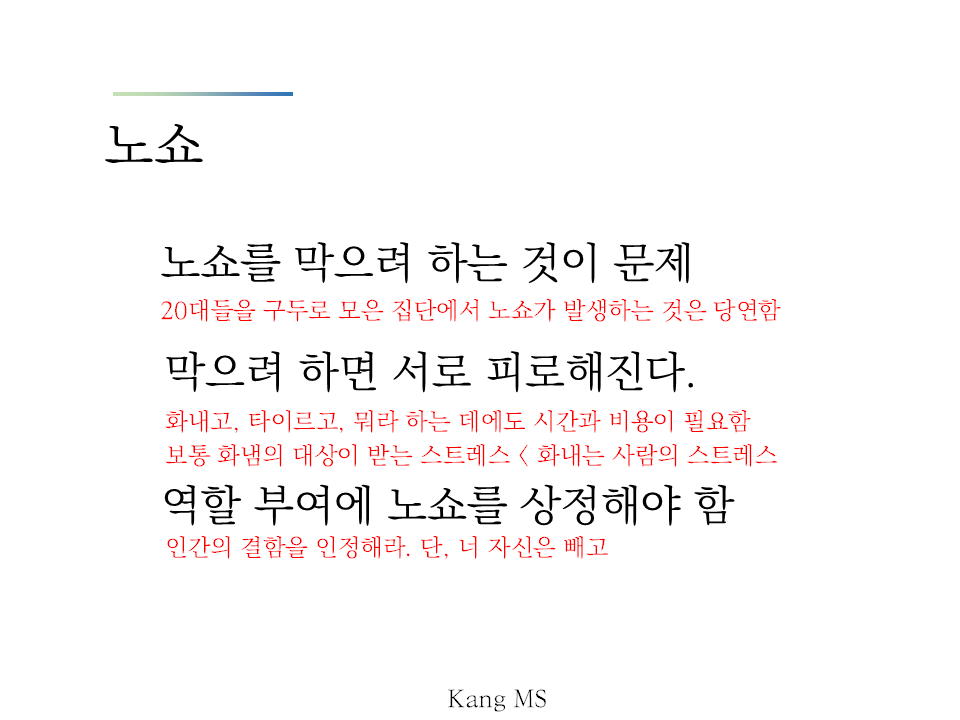 노쇼
노쇼를 막으려 하는 것이 문제
20대들을 구두로 모은 집단에서 노쇼가 발생하는 것은 당연함
막으려 하면 서로 피로해진다.
화내고, 타이르고, 뭐라 하는 데에도 시간과 비용이 필요함
보통 화냄의 대상이 받는 스트레스 < 화내는 사람의 스트레스
역할 부여에 노쇼를 상정해야 함
인간의 결함을 인정해라. 단, 너 자신은 빼고
Kang MS